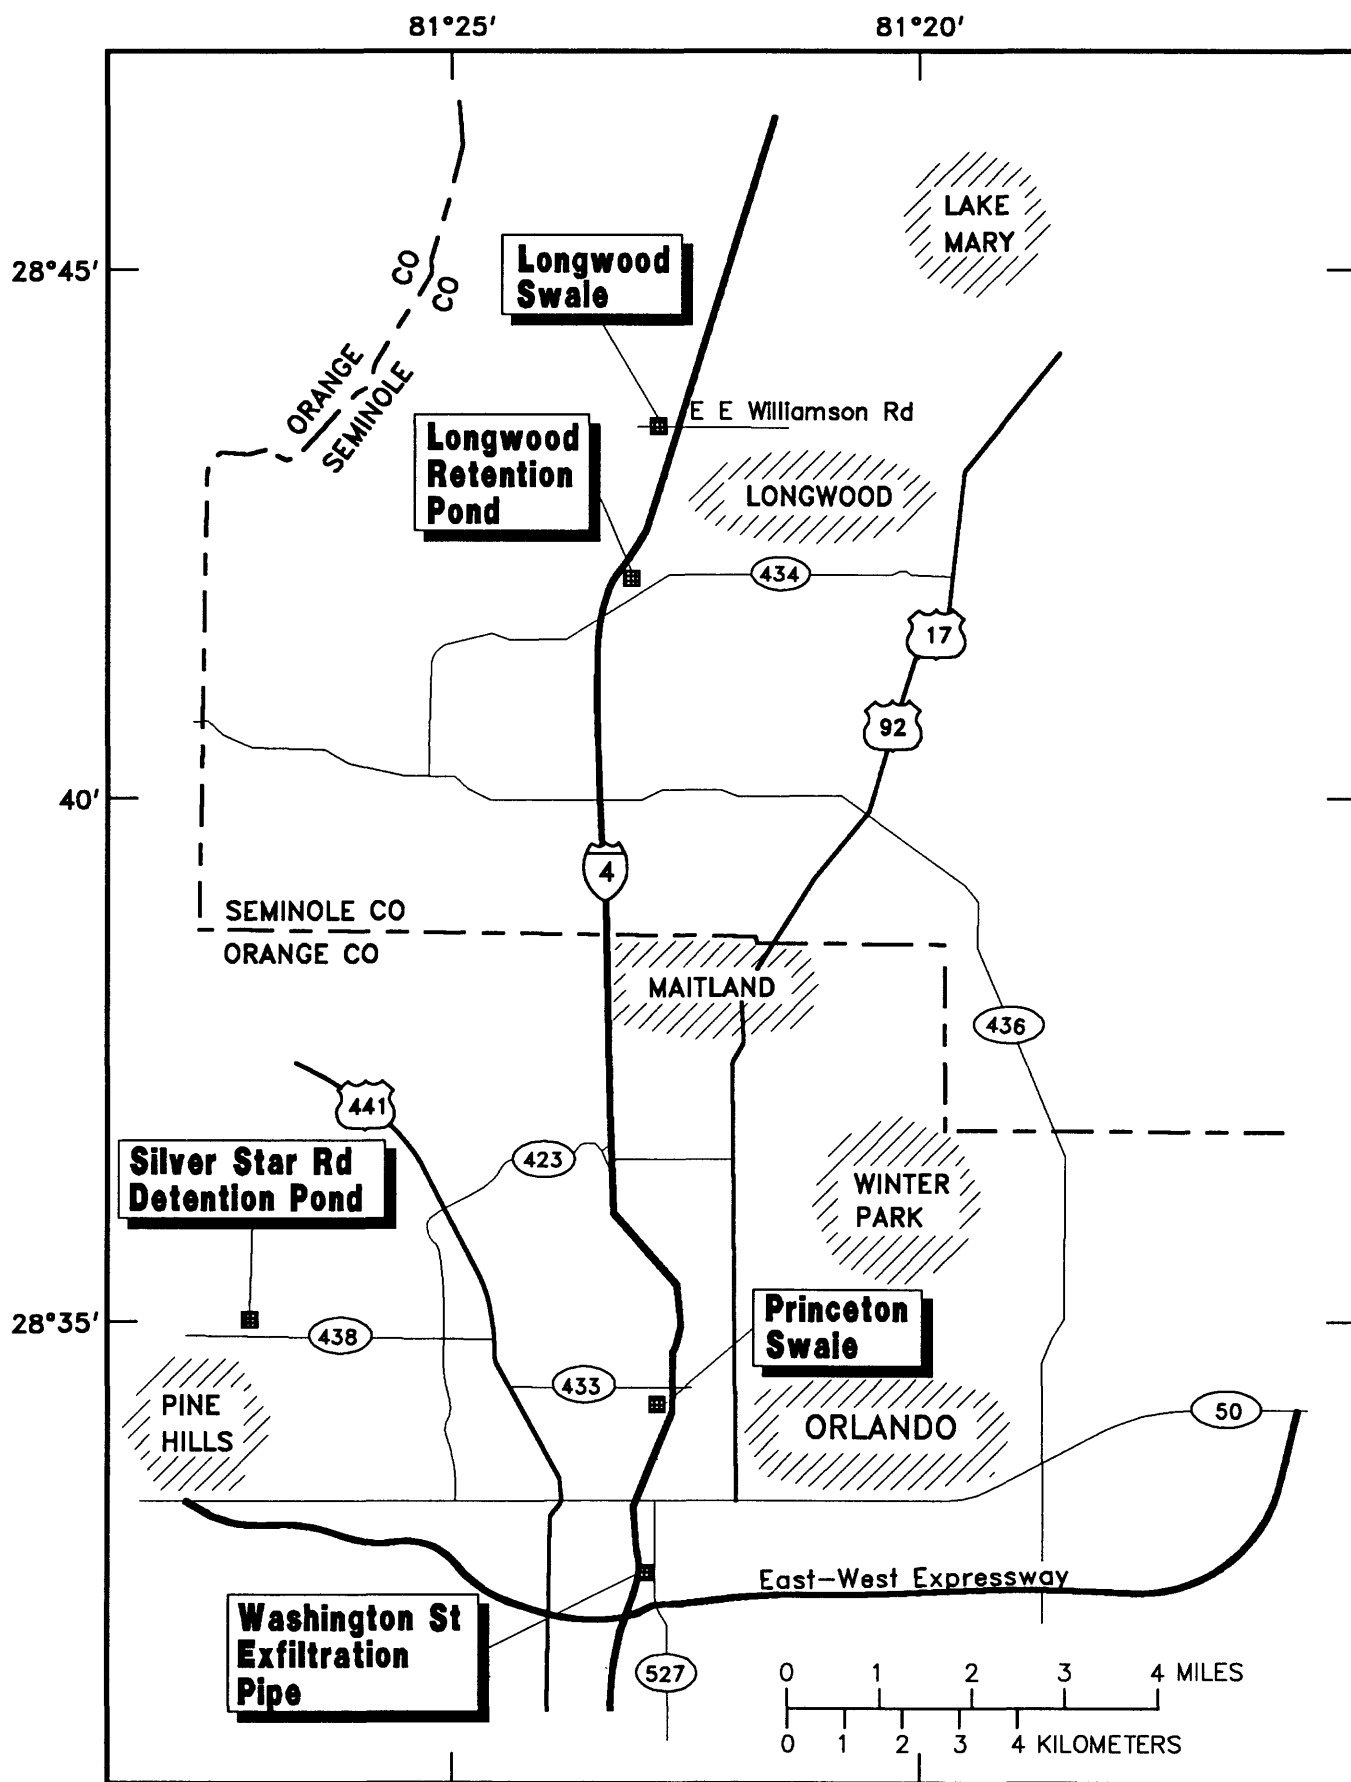 81°25′
81°20′
LAKE
MARY
28°45′
CO
CO
Longwood
Swale
ORANGE
SEMINOLE
E E Williamson Rd
Longwood
Retention
Pond
LONGWOOD
434
17
92
40′
4
SEMINOLE CO
ORANGE CO
MAITLAND
436
441
423
Silver Star Rd
Detention Pond
WINTER
PARK
28°35′
438
Princeton
Swale
433
PINE
HILLS
ORLANDO
50
East-West Expressway
Washington St
Exfiltration
Pipe
527
0 1 2 3 4 MILES
0 1 2 3 4 KILOMETERS